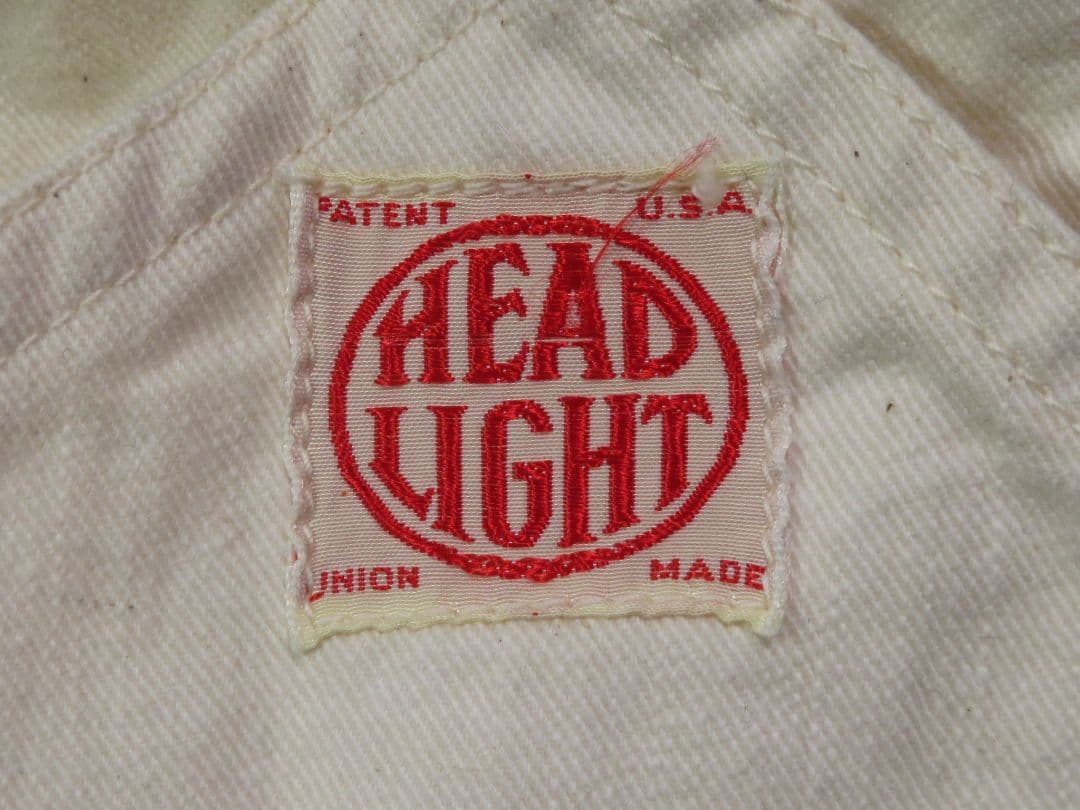 PATENT U.S.A.
HEAD
LIGHT
UNION MADE